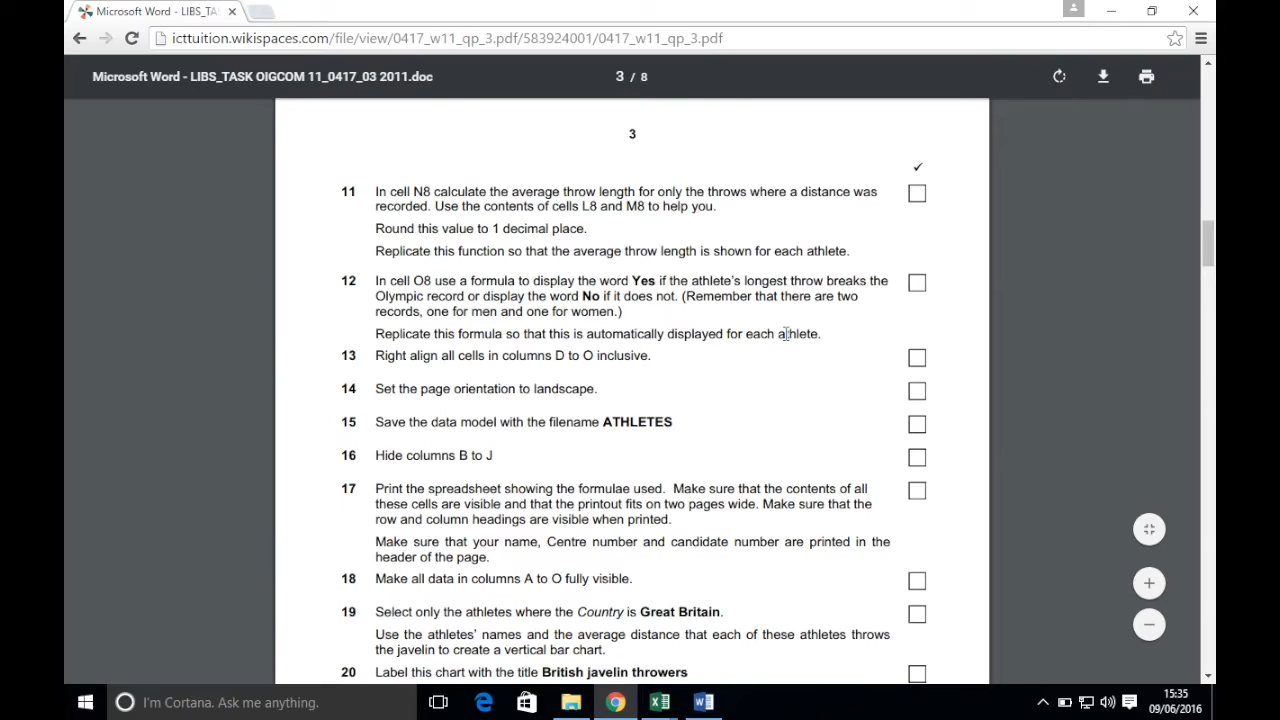 Microsoft Word - LIBS_TA
icttuition.wikispaces.com/file/view/0417_w11_qp_3.pdf/583924001/0417_w11_qp_3.pdf
Microsoft Word - LIBS_TASK OIGCOM 11_0417_03 2011.doc
3 / 8
3
✓
11 In cell N8 calculate the average throw length for only the throws where a distance was
recorded. Use the contents of cells L8 and M8 to help you.
Round this value to 1 decimal place.
Replicate this function so that the average throw length is shown for each athlete.
12 In cell O8 use a formula to display the word Yes if the athlete's longest throw breaks the
Olympic record or display the word No if it does not. (Remember that there are two
records, one for men and one for women.)
Replicate this formula so that this is automatically displayed for each athlete.
13 Right align all cells in columns D to O inclusive.
14 Set the page orientation to landscape.
15 Save the data model with the filename ATHLETES
16 Hide columns B to J
17 Print the spreadsheet showing the formulae used. Make sure that the contents of all
these cells are visible and that the printout fits on two pages wide. Make sure that the
row and column headings are visible when printed.
Make sure that your name, Centre number and candidate number are printed in the
header of the page.
18 Make all data in columns A to O fully visible.
19 Select only the athletes where the Country is Great Britain.
Use the athletes' names and the average distance that each of these athletes throws
the javelin to create a vertical bar chart.
20 Label this chart with the title British javelin throwers
I'm Cortana. Ask me anything.
15:35
09/06/2016